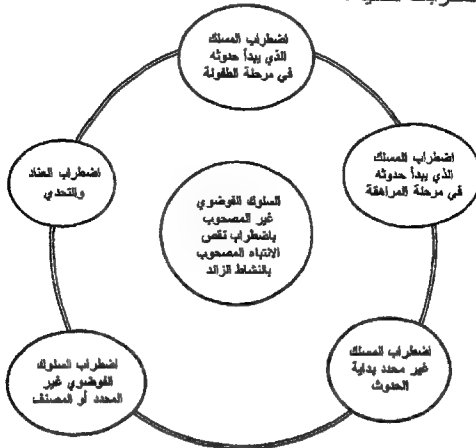 اضطراب المسلك
الذي يبدأ حدوثه
في مرحلة الطفولة
اضطراب المسلك
الذي يبدأ حدوثه
في مرحلة المراهقة
اضطراب العناد
والتحدي
السلوك الفوضوي
غير المصحوب
باضطراب نقص
الانتباه المصحوب
بالنشاط الزائد
اضطراب المسلك
غير محدد بداية
الحدوث
اضطراب السلوك
الفوضوي غير
المحدد أو المصنف